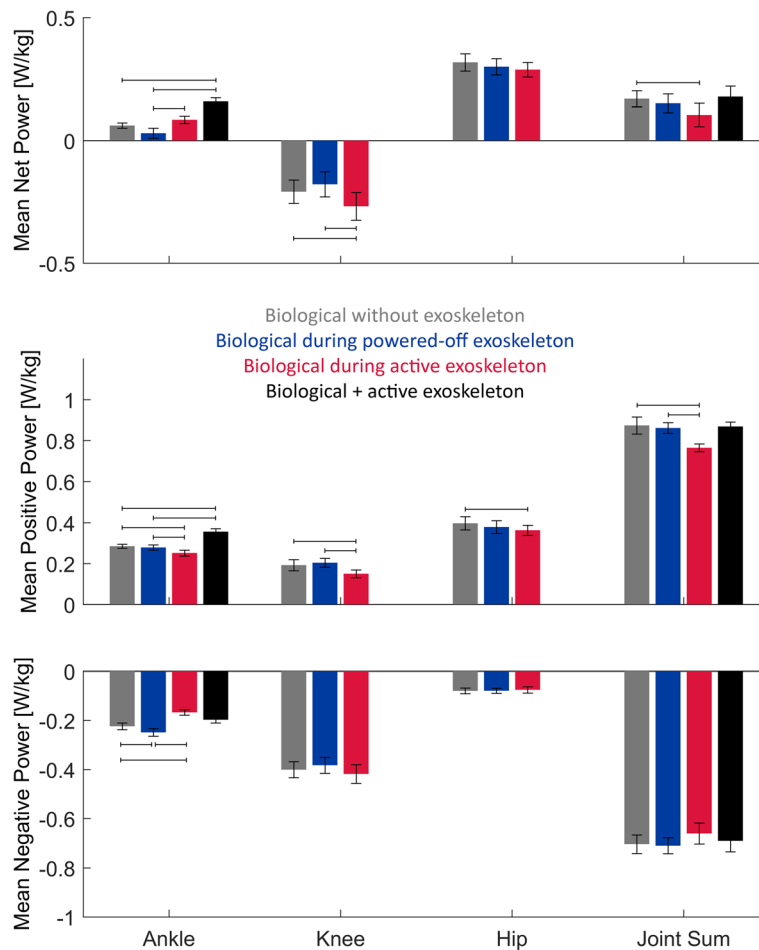 Mean Net Power [W/kg]
0.5
0
-0.5
Biological without exoskeleton
Biological during powered-off exoskeleton
Biological during active exoskeleton
Biological + active exoskeleton
Mean Positive Power [W/kg]
1
0.8
0.6
0.4
0.2
0
Mean Negative Power [W/kg]
0
-0.2
-0.4
-0.6
-0.8
-1
Ankle Knee Hip Joint Sum